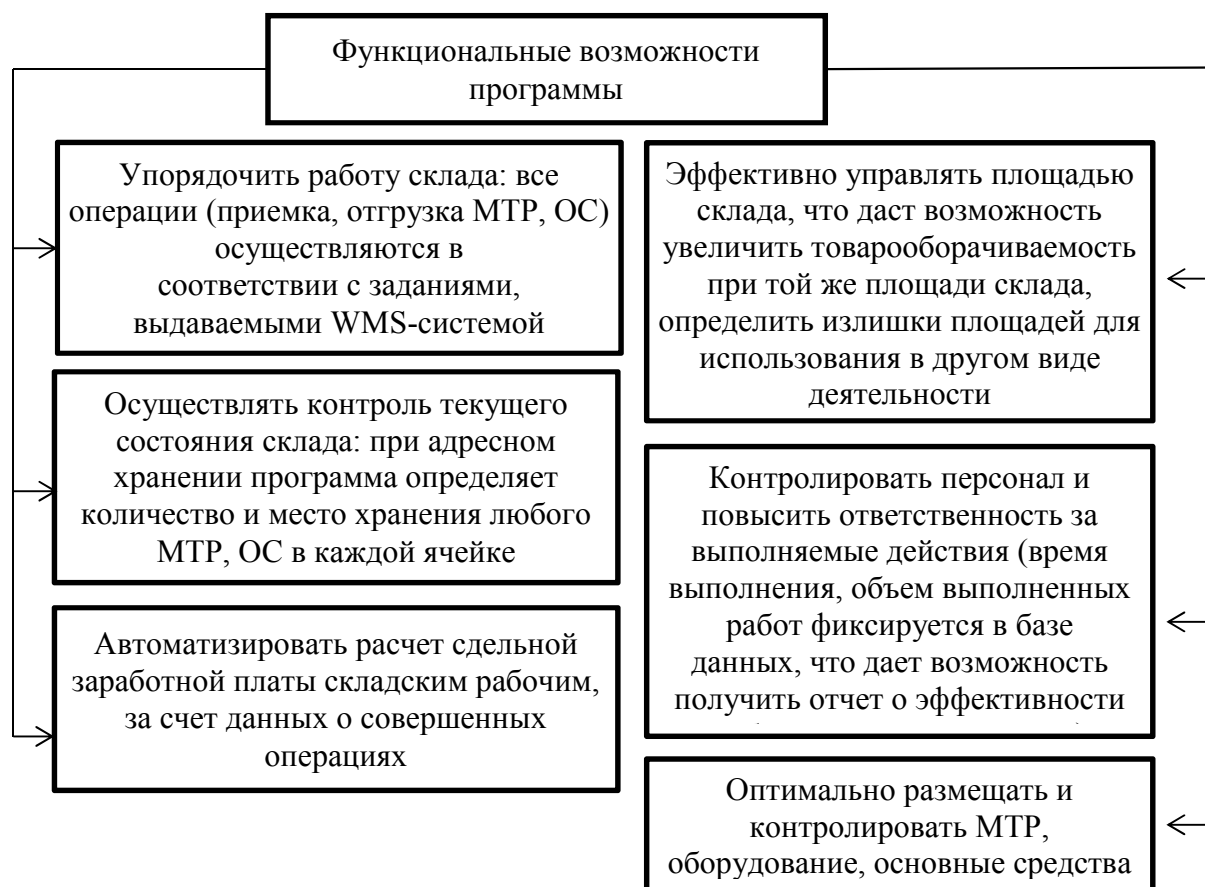 Функциональные возможности
программы
Упорядочить работу склада: все
операции (приемка, отгрузка МТР, ОС)
осуществляются в
соответствии с заданиями,
выдаваемыми WMS-системой
Осуществлять контроль текущего
состояния склада: при адресном
хранении программа определяет
количество и место хранения любого
МТР, ОС в каждой ячейке
Автоматизировать расчет сдельной
заработной платы складским рабочим,
за счет данных о совершенных
операциях
Эффективно управлять площадью
склада, что даст возможность
увеличить товарооборачиваемость
при той же площади склада,
определить излишки площадей для
использования в другом виде
деятельности
Контролировать персонал и
повысить ответственность за
выполняемые действия (время
выполнения, объем выполненных
работ фиксируется в базе
данных, что дает возможность
получить отчет о эффективности
Оптимально размещать и
контролировать МТР,
оборудование, основные средства